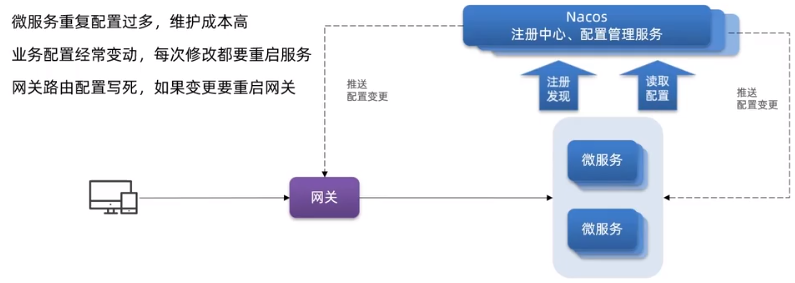 微服务重复配置过多，维护成本高
业务配置经常变动，每次修改都要重启服务
网关路由配置写死，如果变更要重启网关
Nacos
注册中心、配置管理服务
推送
配置变更
注册
发现
读取
配置
推送
配置变更
微服务
网关
微服务